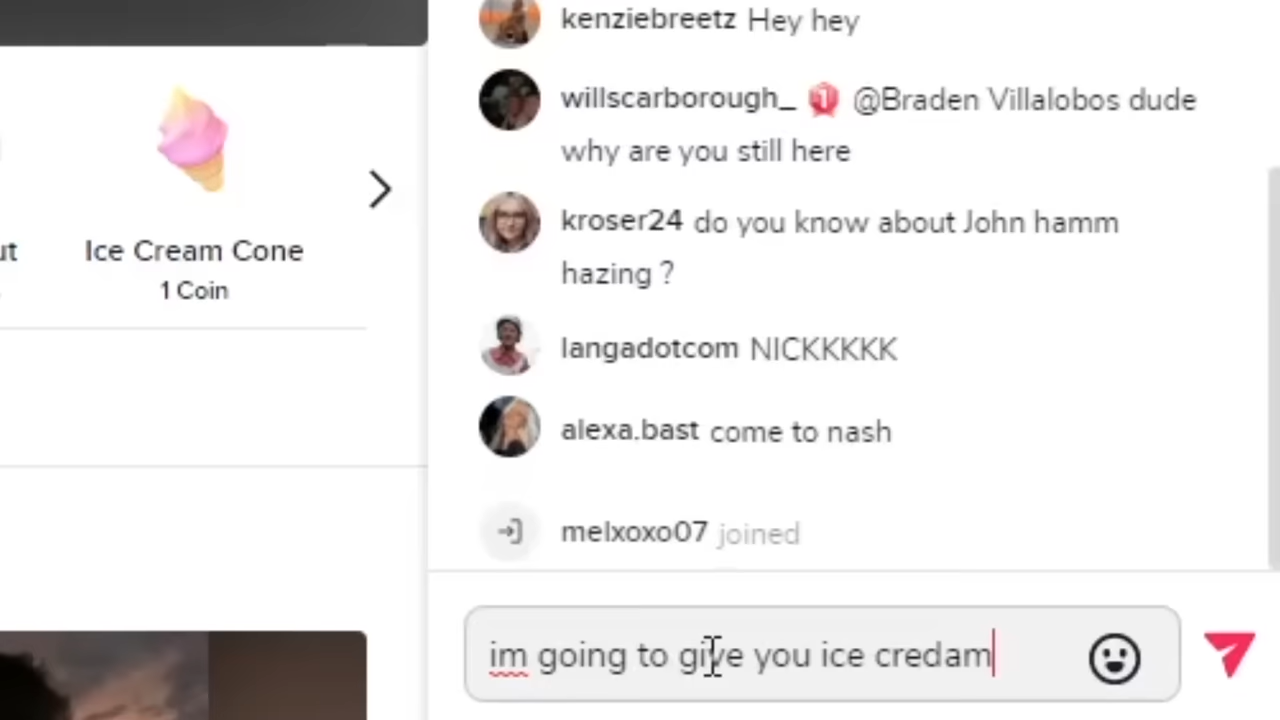 kenziebreetz Hey hey
willscarborough_ 1 @Braden Villalobos dude
why are you still here
kroser24 do you know about John hamm
hazing ?
langadotcom NICKKKKK
alexa.bast come to nash
melxoxo07 joined
im going to give you ice credam
ut
Ice Cream Cone
1 Coin